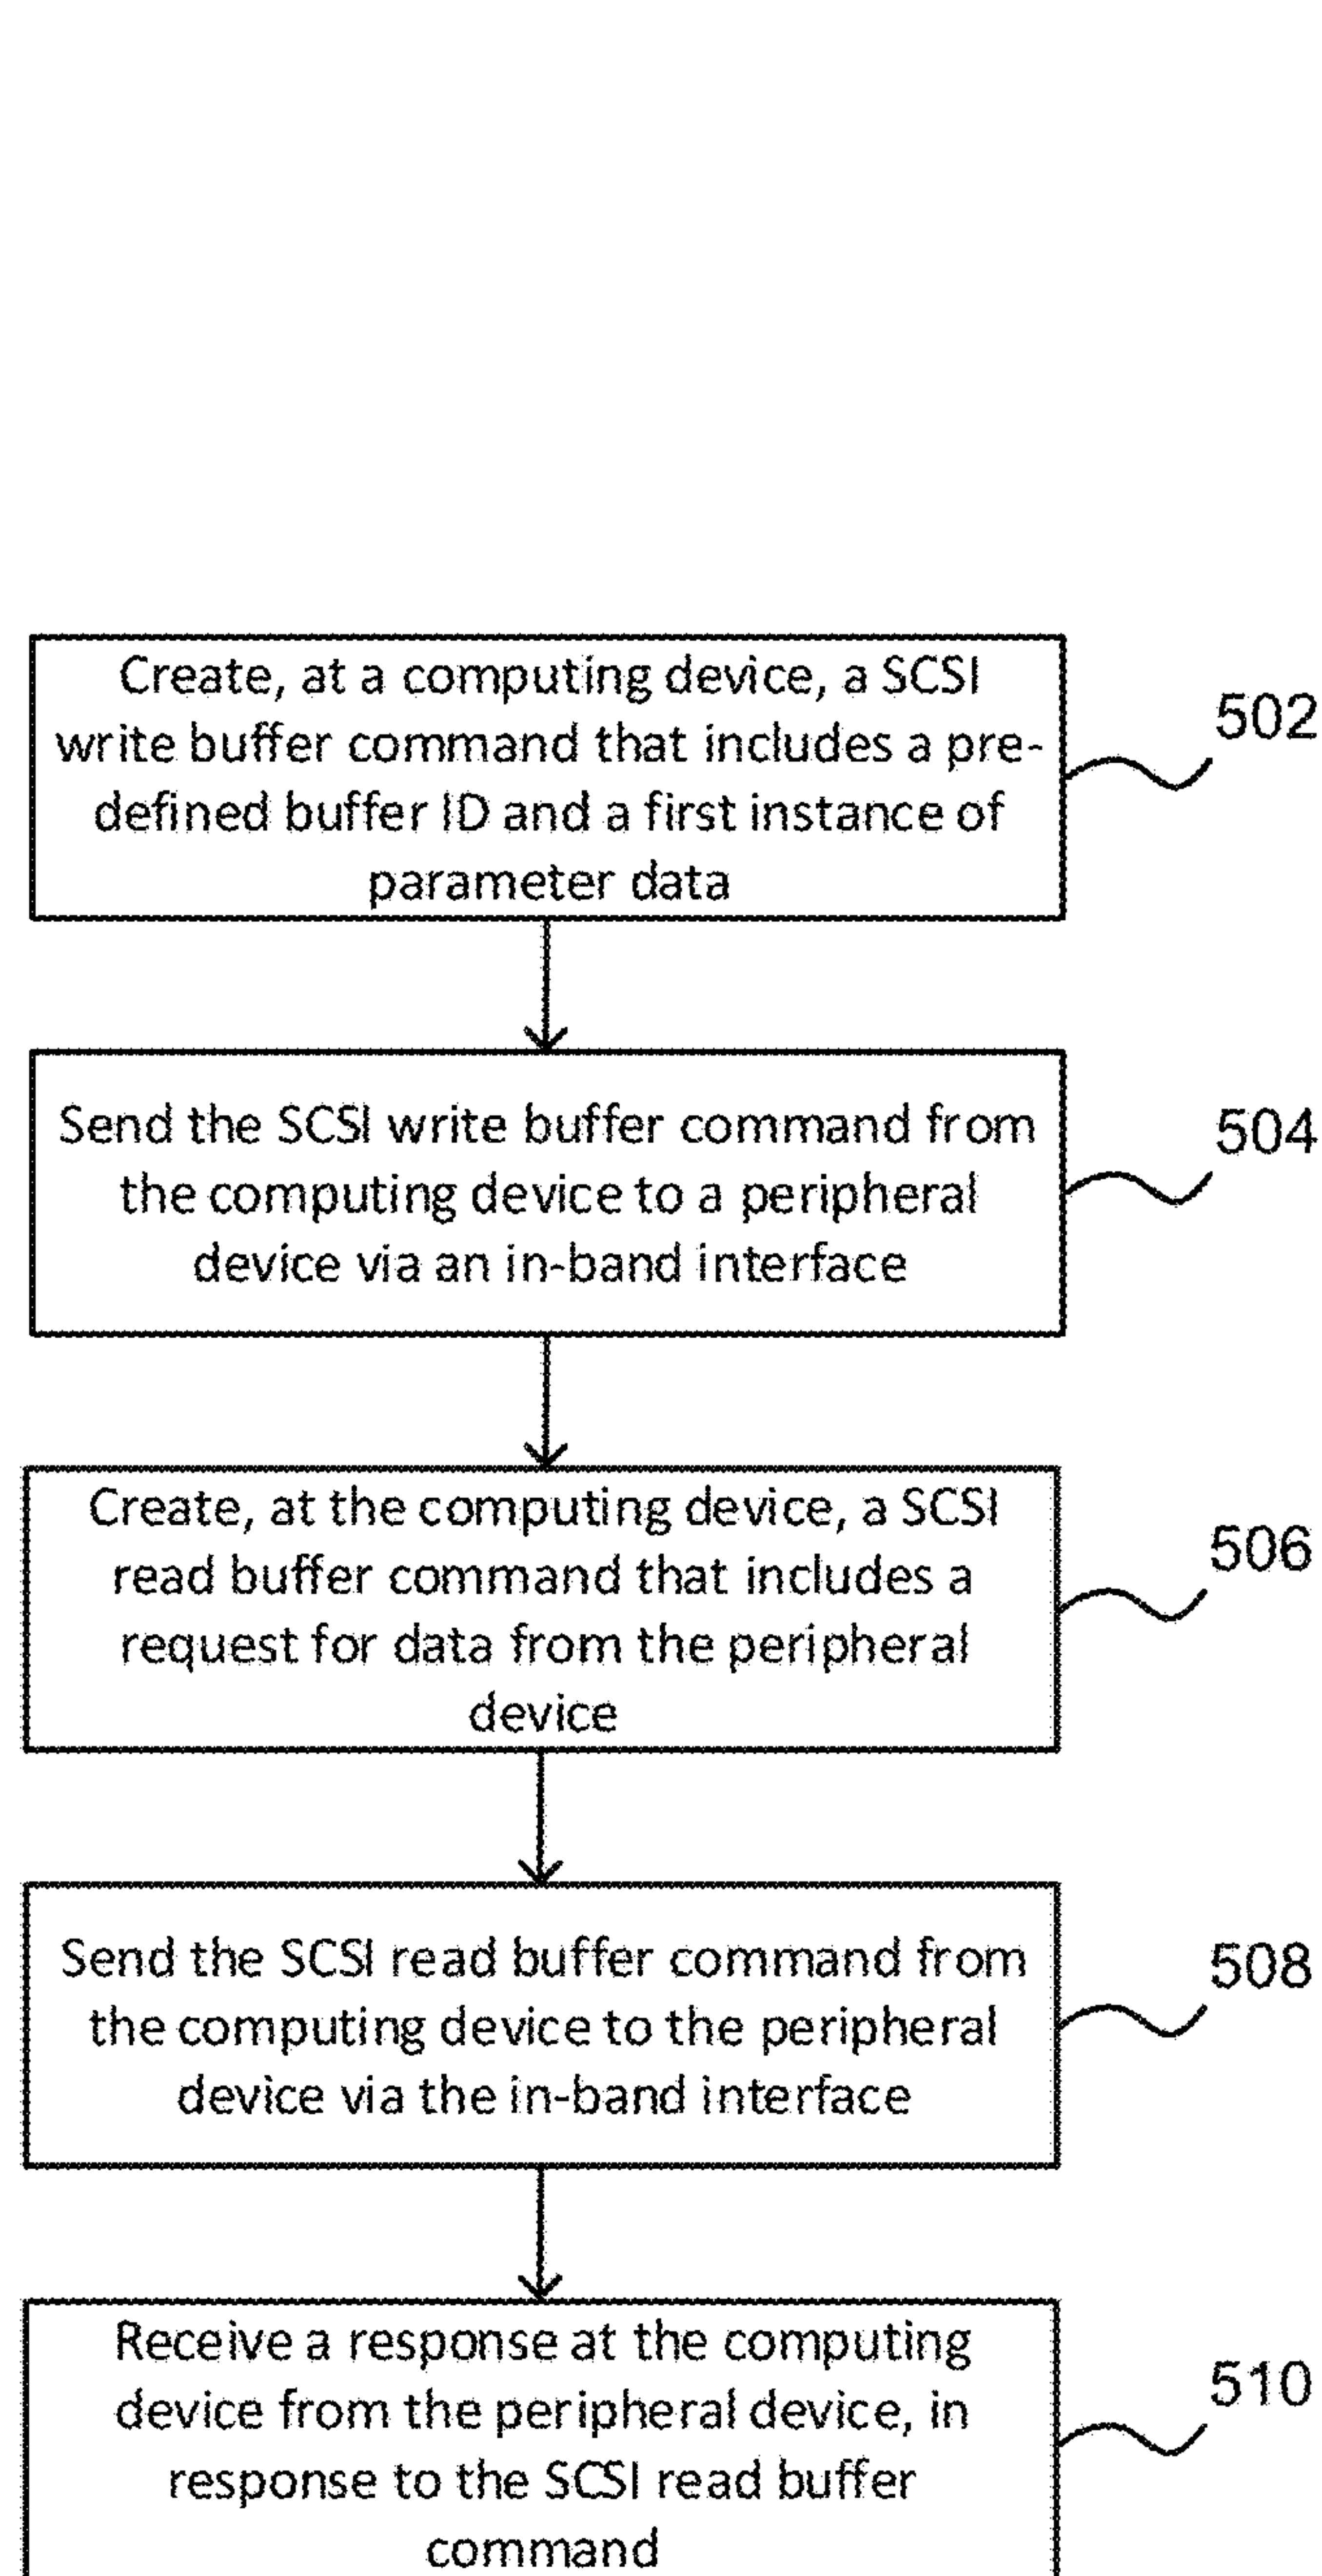 Create, at a computing device, a SCSI
write buffer command that includes a pre-
defined buffer ID and a first instance of
parameter data
502
Send the SCSI write buffer command from
the computing device to a peripheral
device via an in-band interface
504
Create, at the computing device, a SCSI
read buffer command that includes a
request for data from the peripheral
device
506
Send the SCSI read buffer command from
the computing device to the peripheral
device via the in-band interface
508
Receive a response at the computing
device from the peripheral device, in
response to the SCSI read buffer
command
510